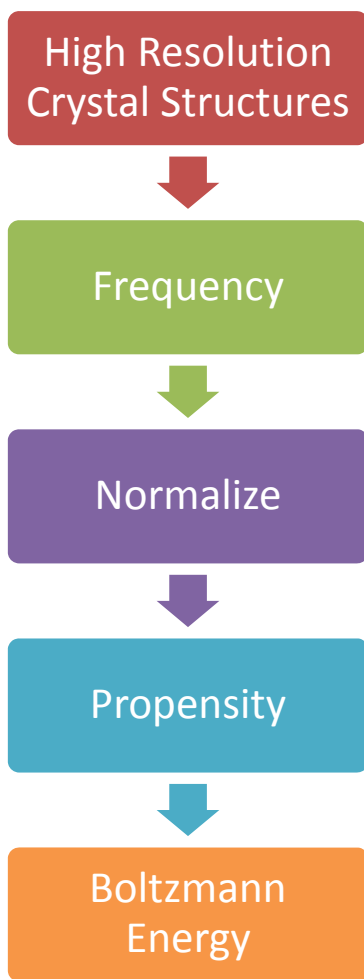 High Resolution
Crystal Structures
Frequency
Normalize
Propensity
Boltzmann
Energy